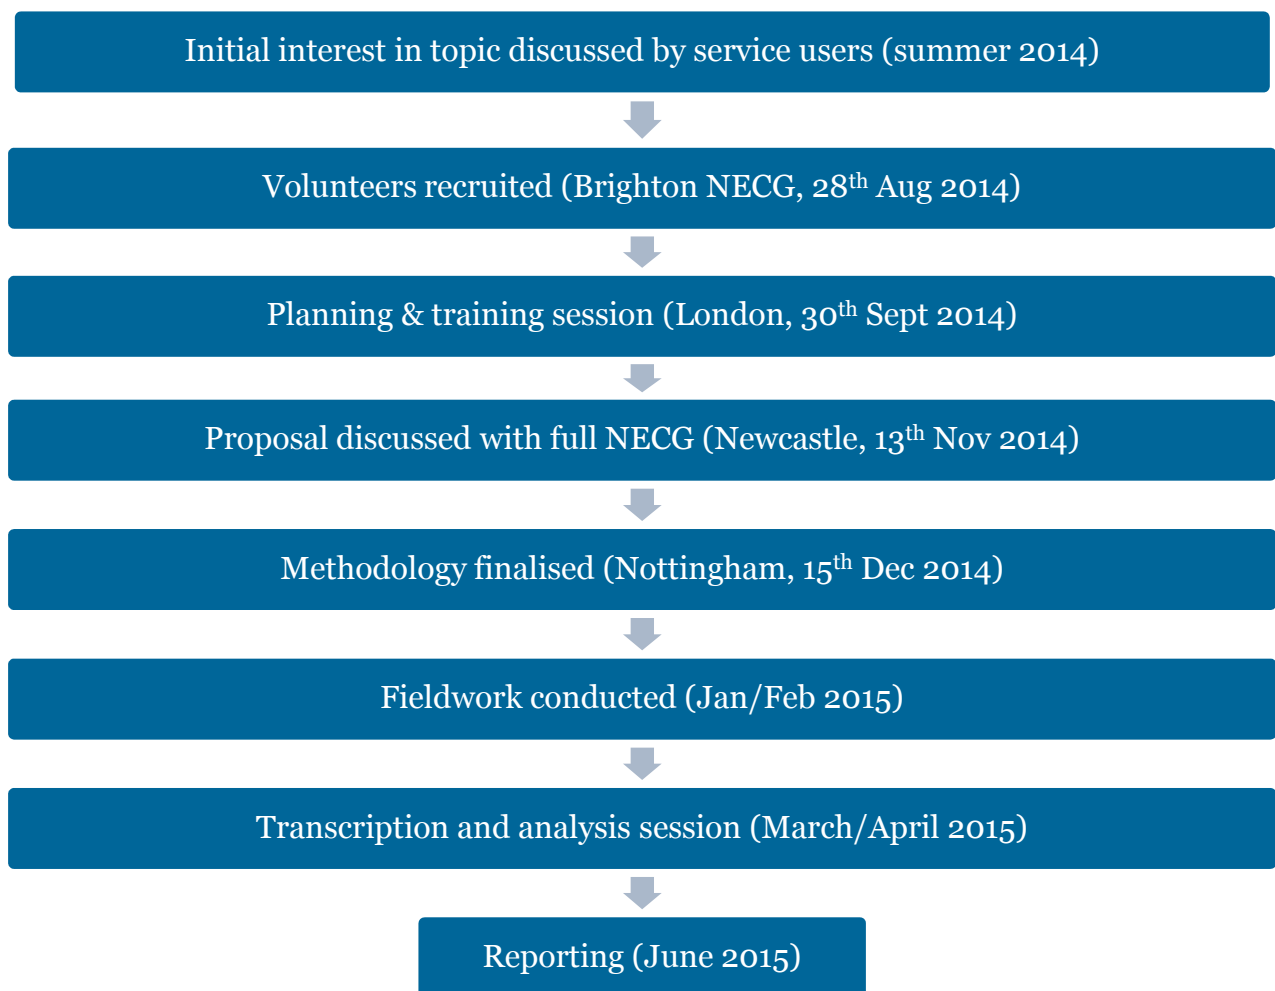 Initial interest in topic discussed by service users (summer 2014)
Volunteers recruited (Brighton NECG, 28th Aug 2014)
Planning & training session (London, 30th Sept 2014)
Proposal discussed with full NECG (Newcastle, 13th Nov 2014)
Methodology finalised (Nottingham, 15th Dec 2014)
Fieldwork conducted (Jan/Feb 2015)
Transcription and analysis session (March/April 2015)
Reporting (June 2015)